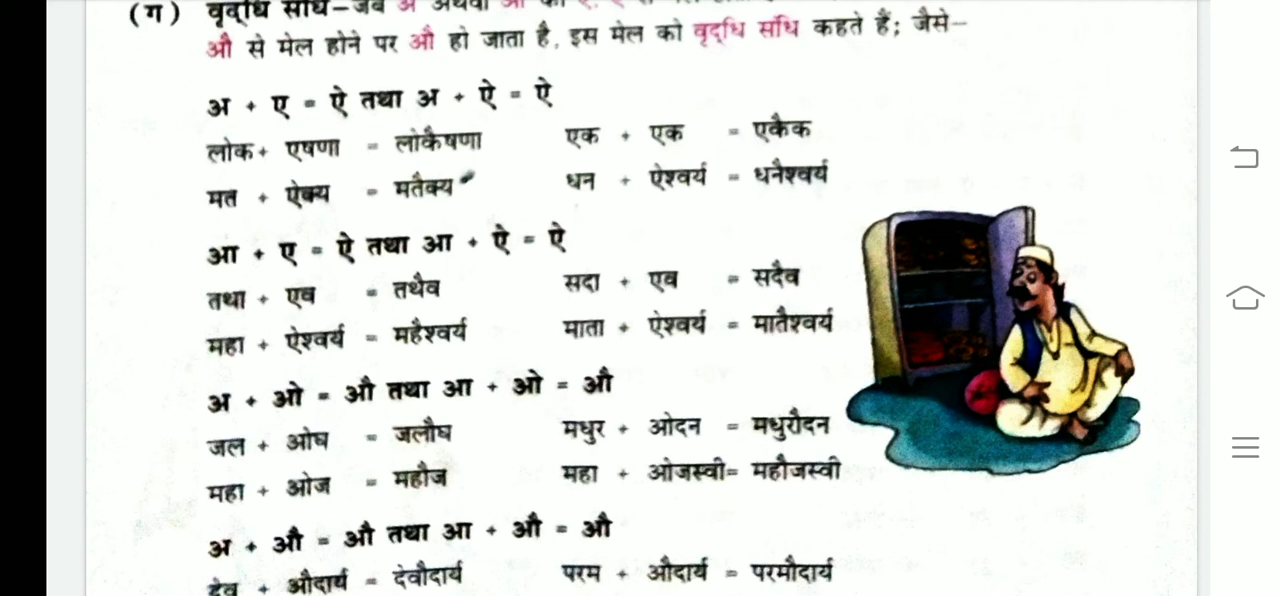 (ग) वृद्धि संधि–जब अ अथवा आ का ए, ऐ से मेल
औ से मेल होने पर औ हो जाता है, इस मेल को वृद्धि संधि कहते हैं; जैसे–
अ + ए = ऐ तथा अ + ऐ = ऐ
लोक + एषणा = लोकैषणा एक + एक = एकैक
मत + ऐक्य = मतैक्य धन + ऐश्वर्य = धनैश्वर्य
आ + ए = ऐ तथा आ + ऐ = ऐ
तथा + एव = तथैव सदा + एव = सदैव
महा + ऐश्वर्य = महैश्वर्य माता + ऐश्वर्य = मातैश्वर्य
अ + ओ = औ तथा आ + ओ = औ
जल + ओघ = जलौघ मधुर + ओदन = मधुरौदन
महा + ओज = महौज महा + ओजस्वी = महौजस्वी
अ + औ = औ तथा आ + औ = औ
देव + औदार्य = देवौदार्य परम + औदार्य = परमौदार्य